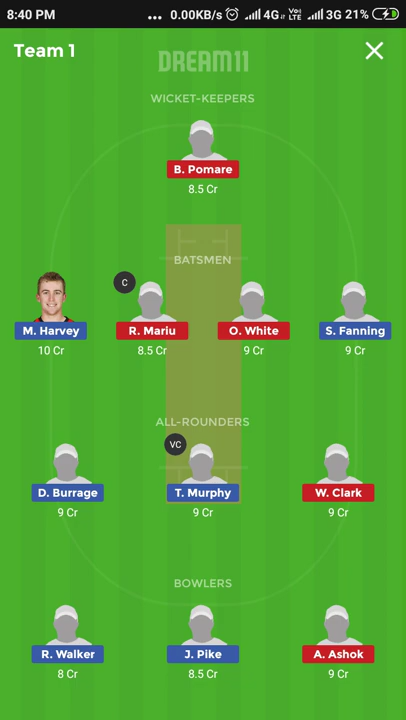 8:40 PM ... 0.00KB/s 4G VoLTE 3G 21%
Team 1
DREAM11
WICKET-KEEPERS
B. Pomare
8.5 Cr
BATSMEN
C
M. Harvey R. Mariu O. White S. Fanning
10 Cr 8.5 Cr 9 Cr 9 Cr
ALL-ROUNDERS
VC
D. Burrage T. Murphy W. Clark
9 Cr 9 Cr 9 Cr
BOWLERS
R. Walker J. Pike A. Ashok
8 Cr 8.5 Cr 9 Cr